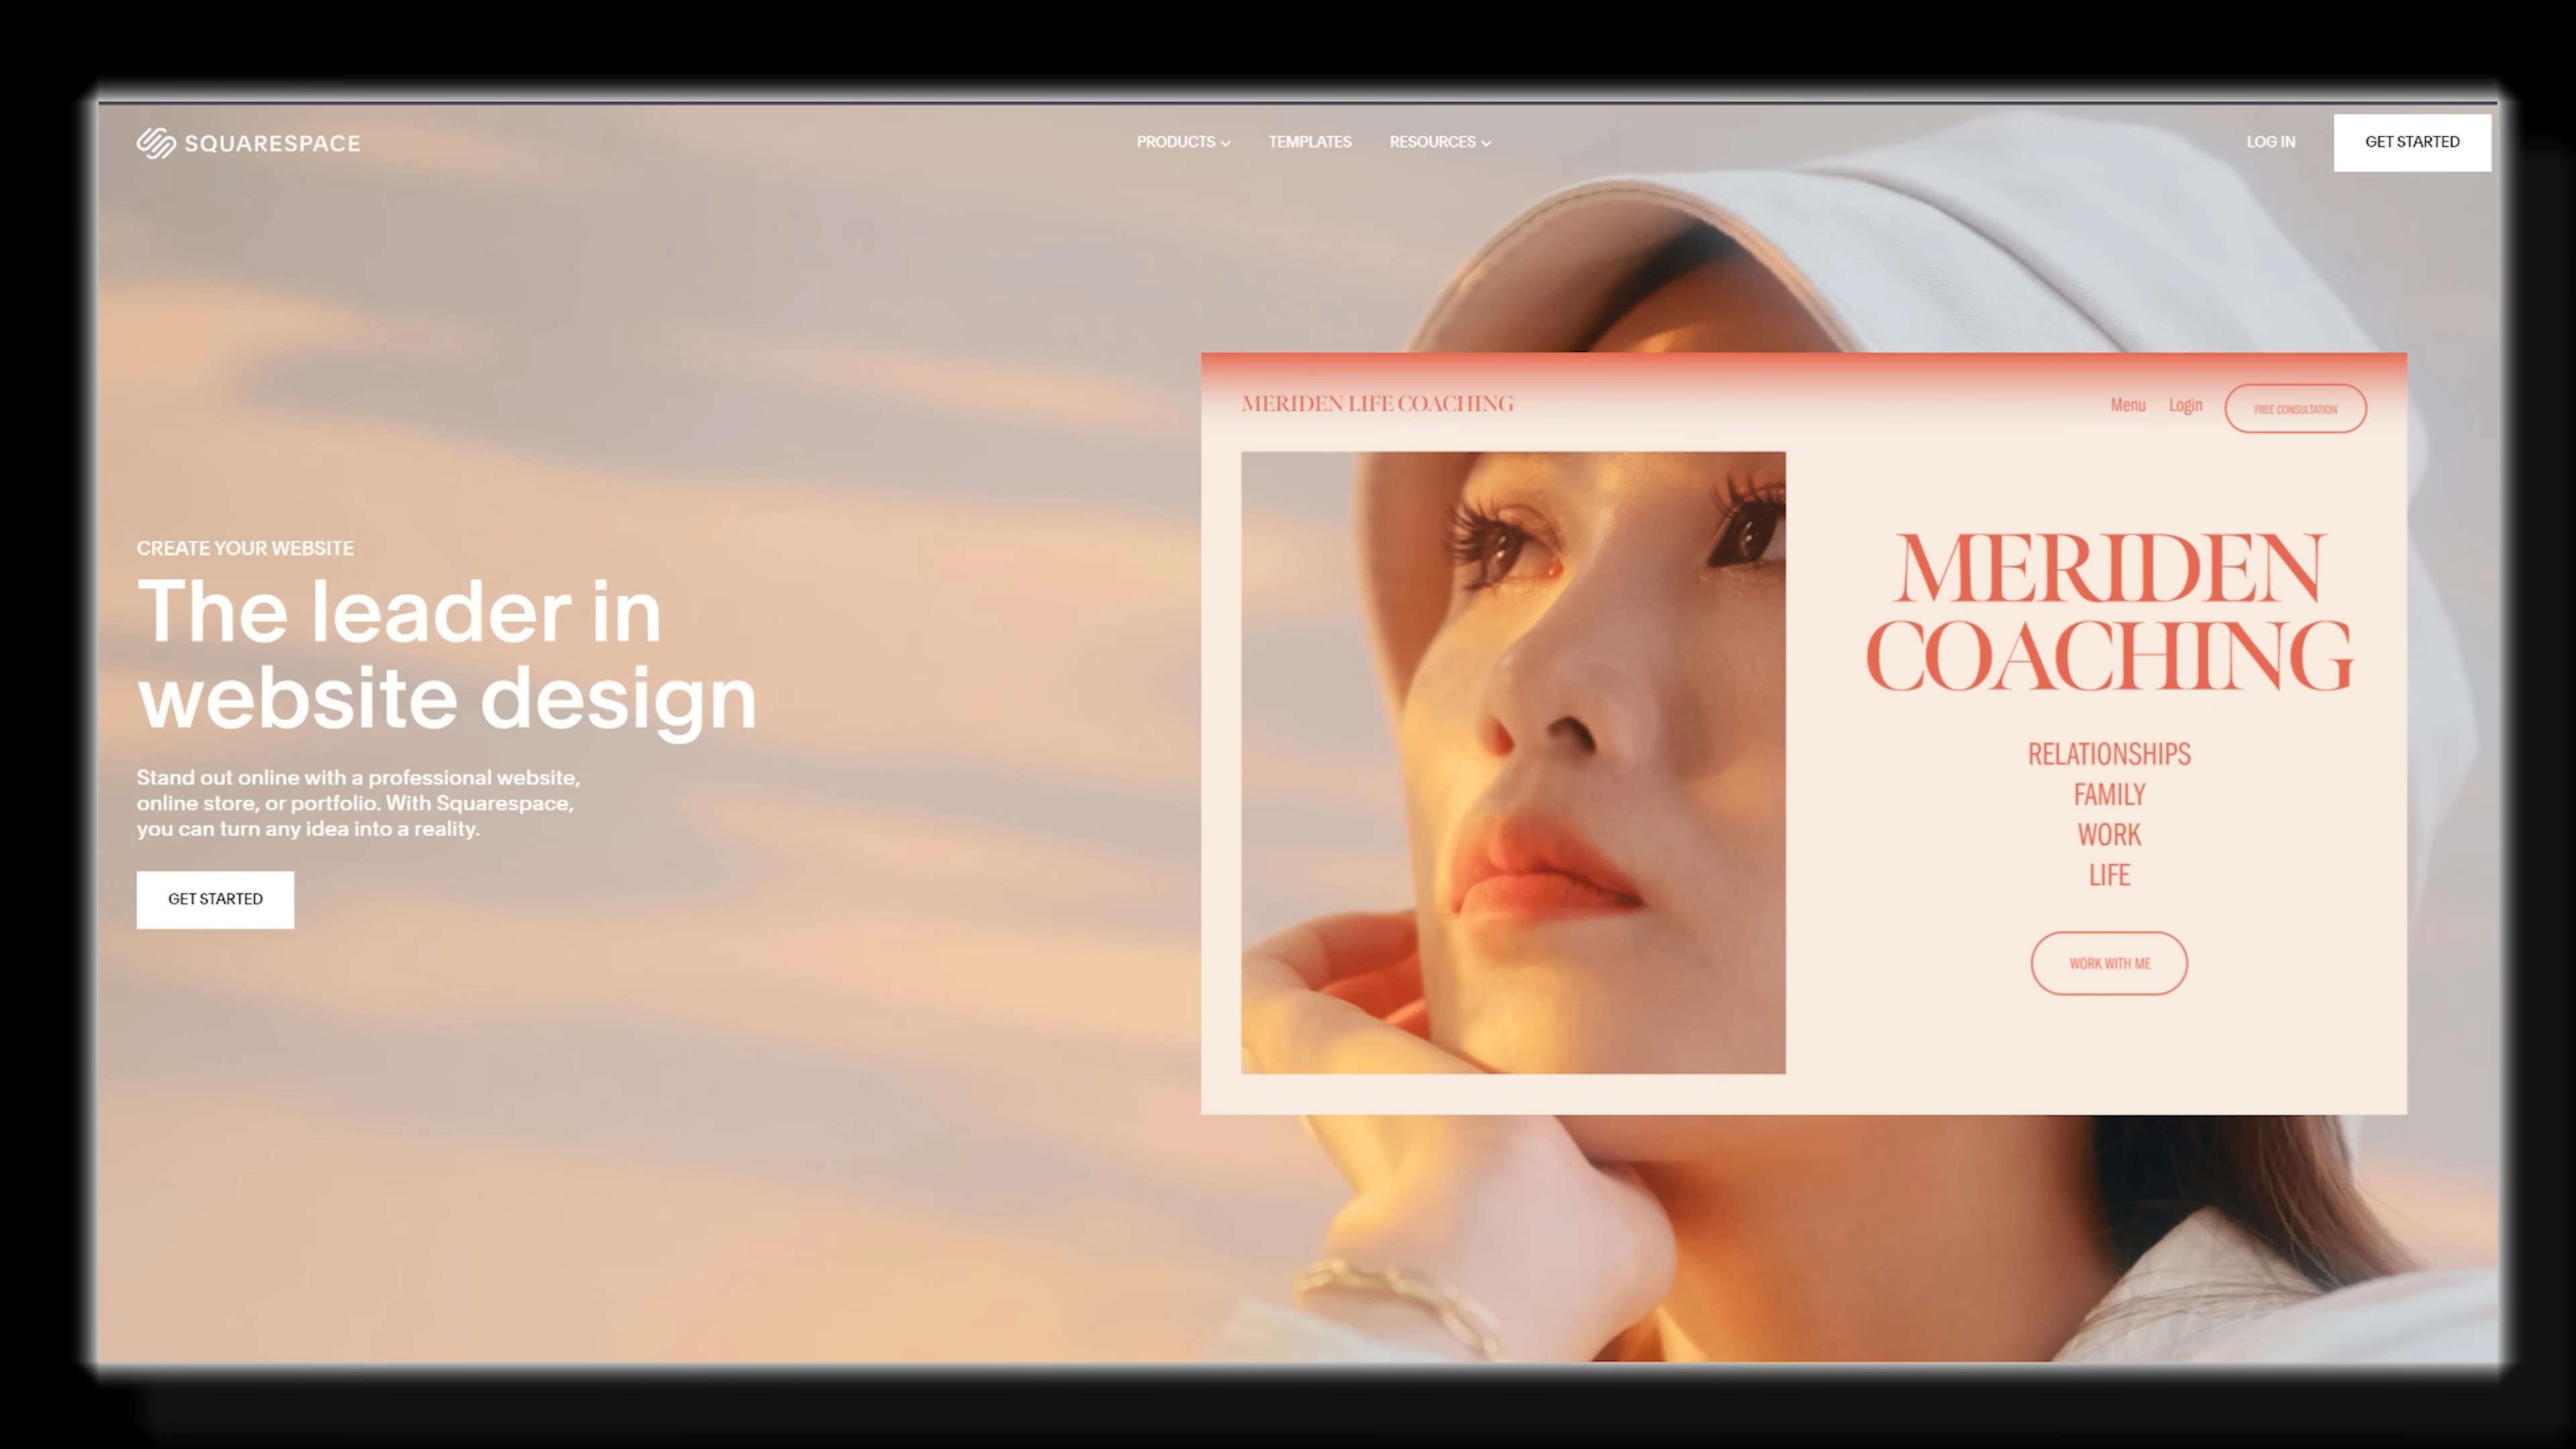 SQUARESPACE
PRODUCTS
TEMPLATES
RESOURCES
LOG IN
GET STARTED
CREATE YOUR WEBSITE
The leader in
website design
Stand out online with a professional website,
online store, or portfolio. With Squarespace,
you can turn any idea into a reality.
GET STARTED
MERIDEN LIFE COACHING
Menu
Login
FREE CONSULTATION
MERIDEN
COACHING
RELATIONSHIPS
FAMILY
WORK
LIFE
WORK WITH ME